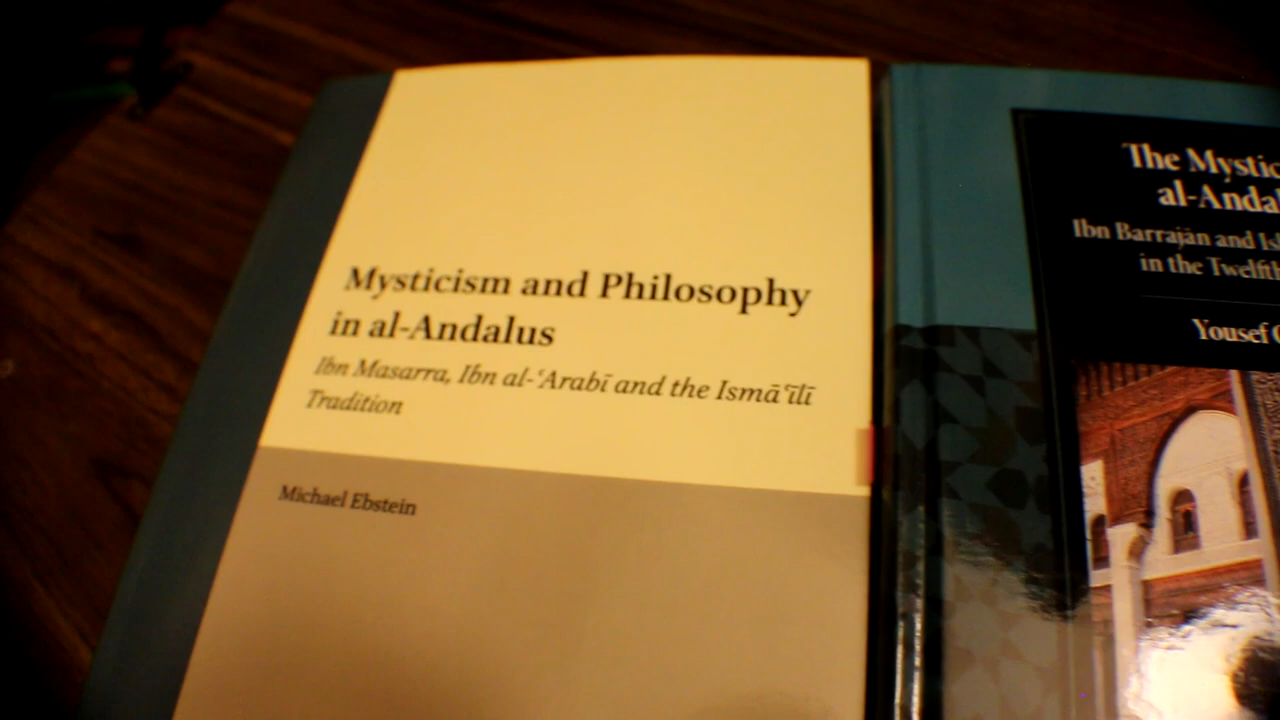 Mysticism and Philosophy
in al-Andalus
Ibn Masarra, Ibn al-ʿArabī and the Ismāʿīlī
Tradition
Michael Ebstein
The Mystic
al-Andal
Ibn Barrajān and Isl
in the Twelfth
Yousef